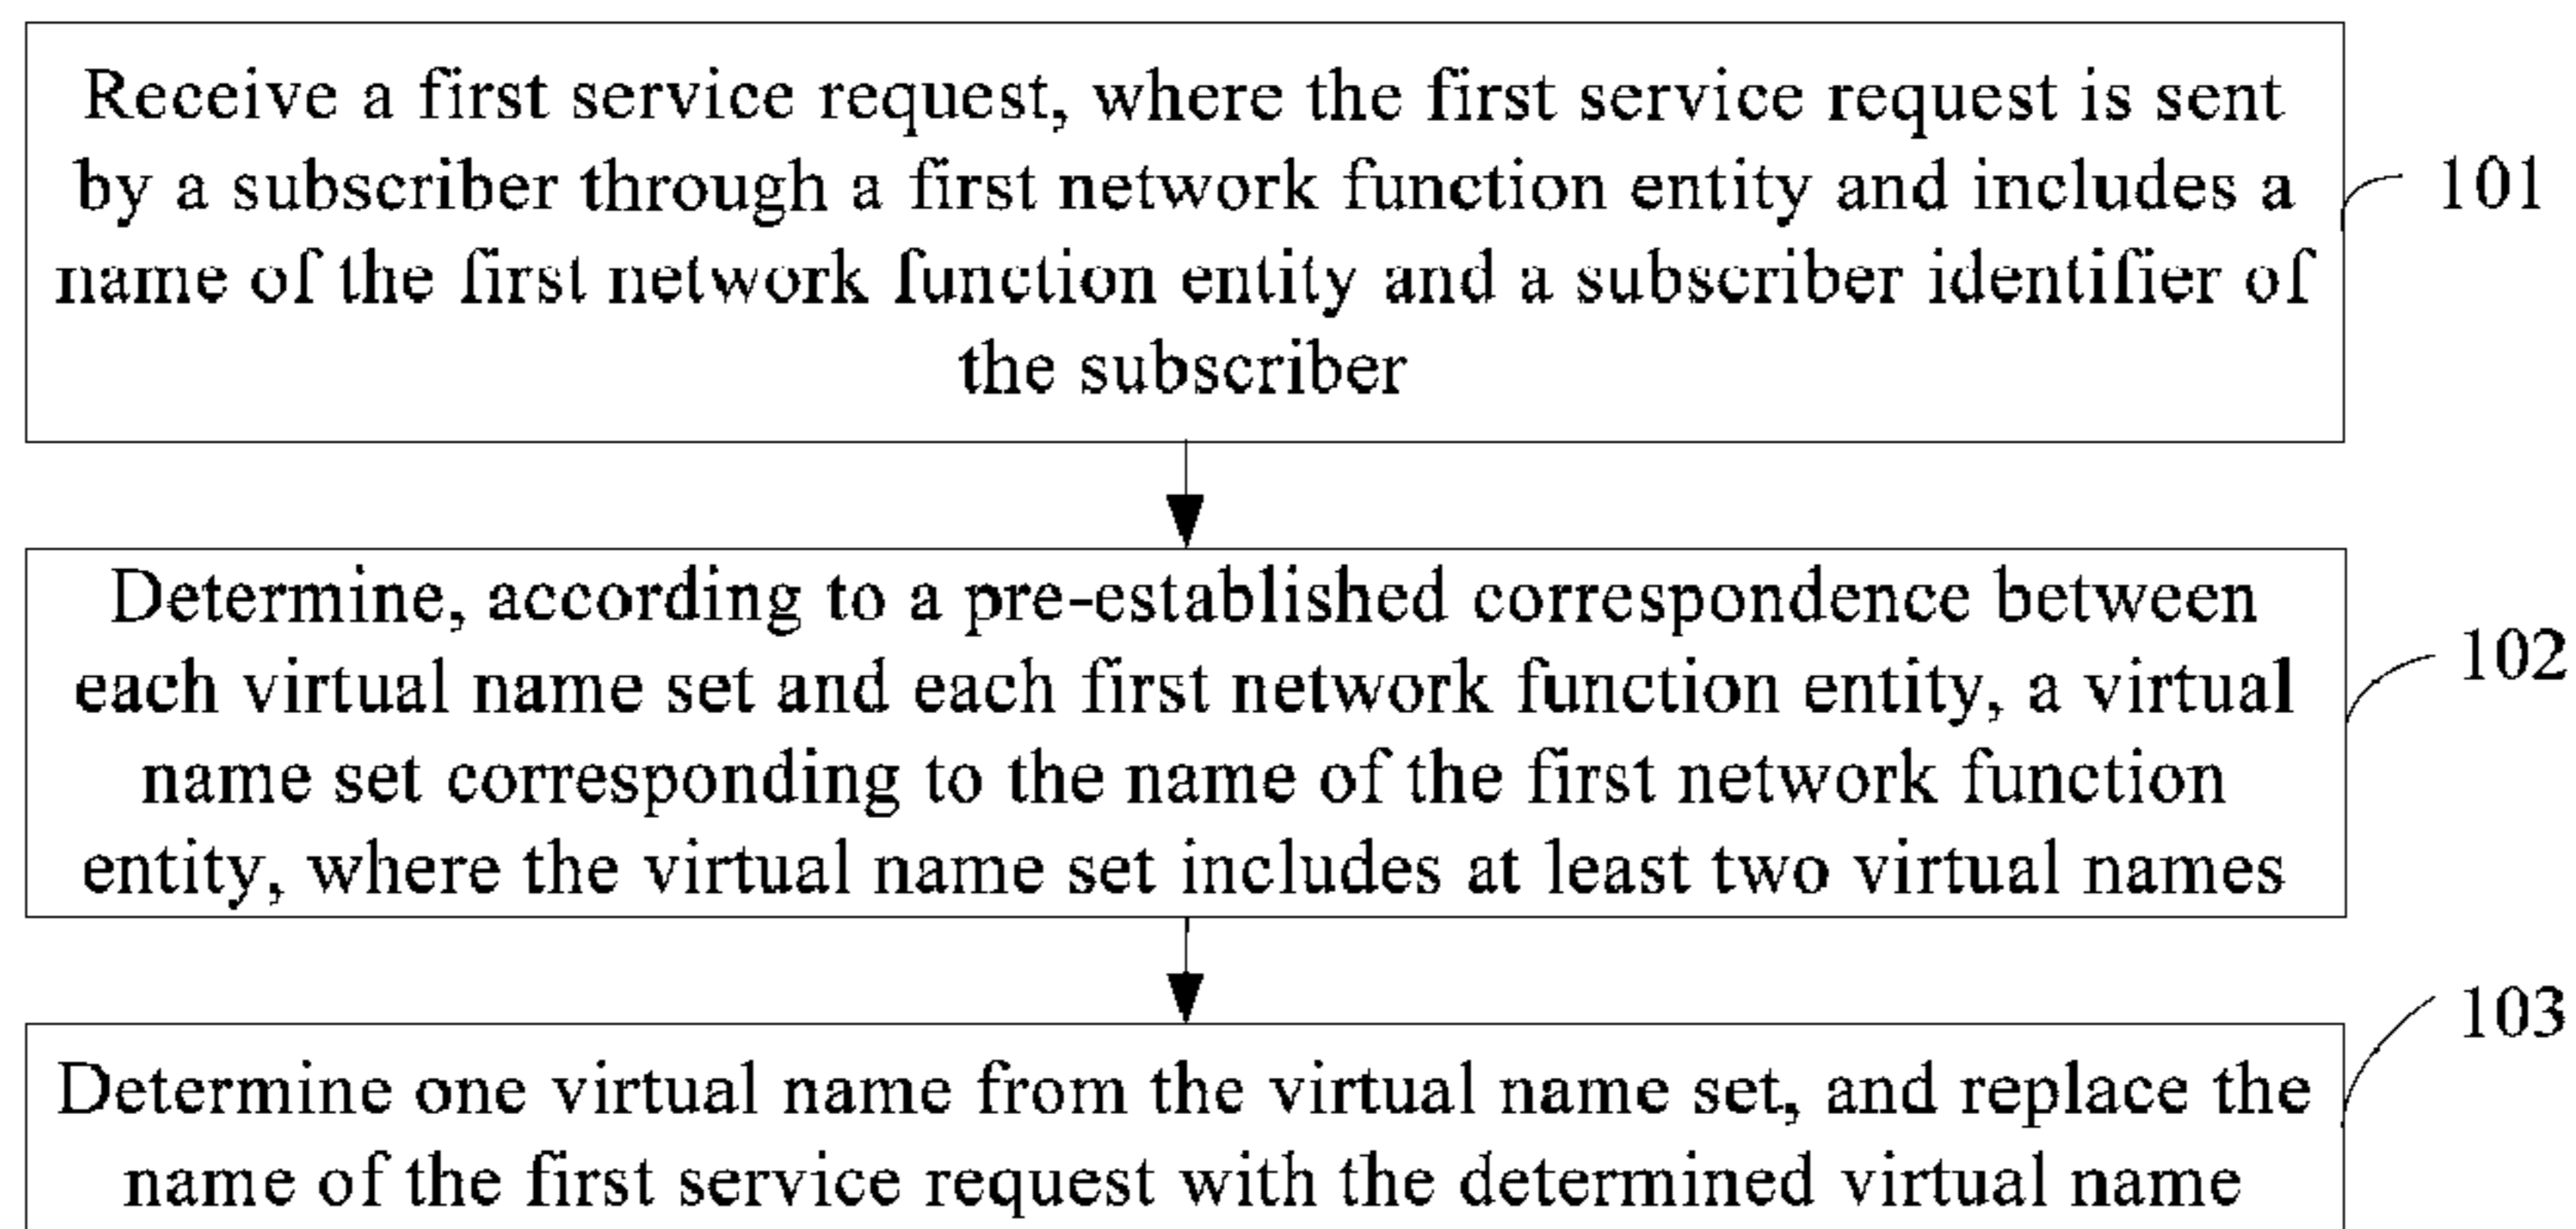 Receive a first service request, where the first service request is sent
by a subscriber through a first network function entity and includes a
name of the first network function entity and a subscriber identifier of
the subscriber
101
Determine, according to a pre-established correspondence between
each virtual name set and each first network function entity, a virtual
name set corresponding to the name of the first network function
entity, where the virtual name set includes at least two virtual names
102
Determine one virtual name from the virtual name set, and replace the
name of the first service request with the determined virtual name
103